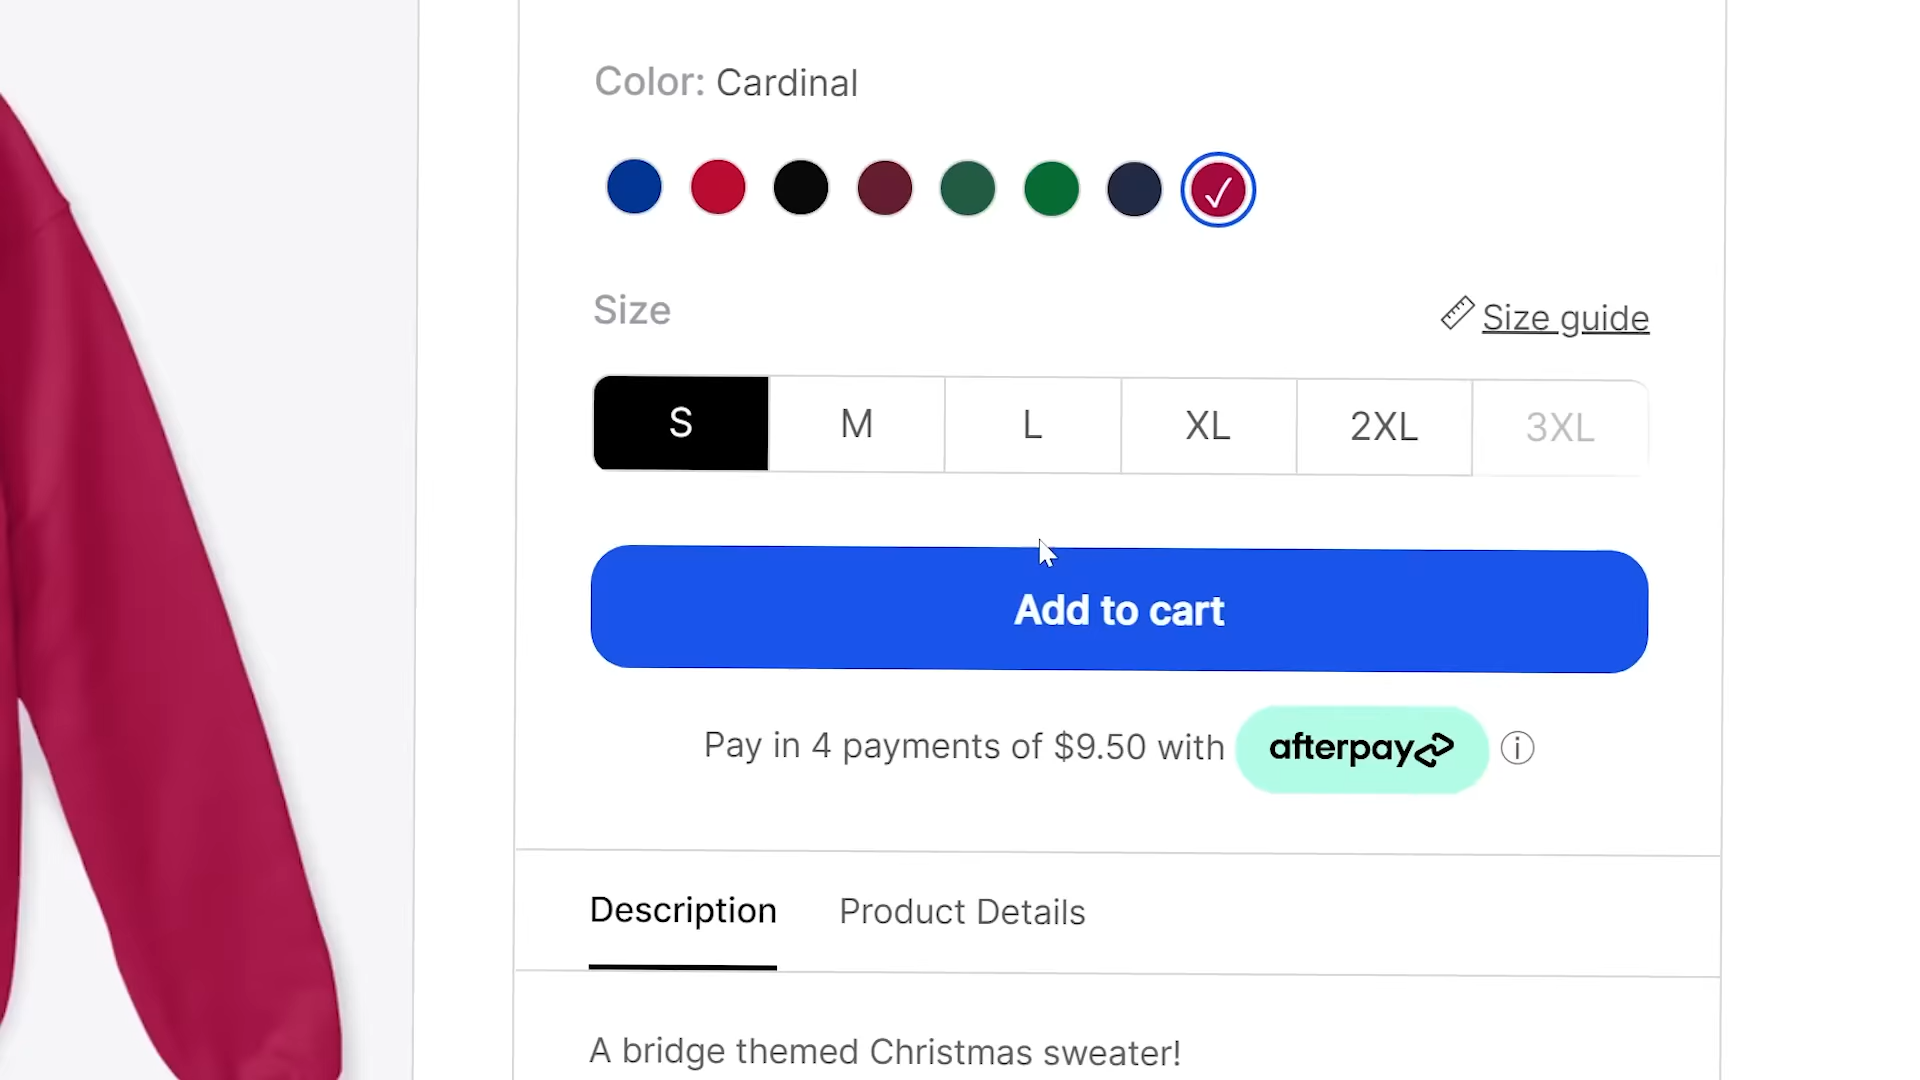 Color: Cardinal
Size
Size guide
S M L XL 2XL 3XL
Add to cart
Pay in 4 payments of $9.50 with afterpay
Description Product Details
A bridge themed Christmas sweater!